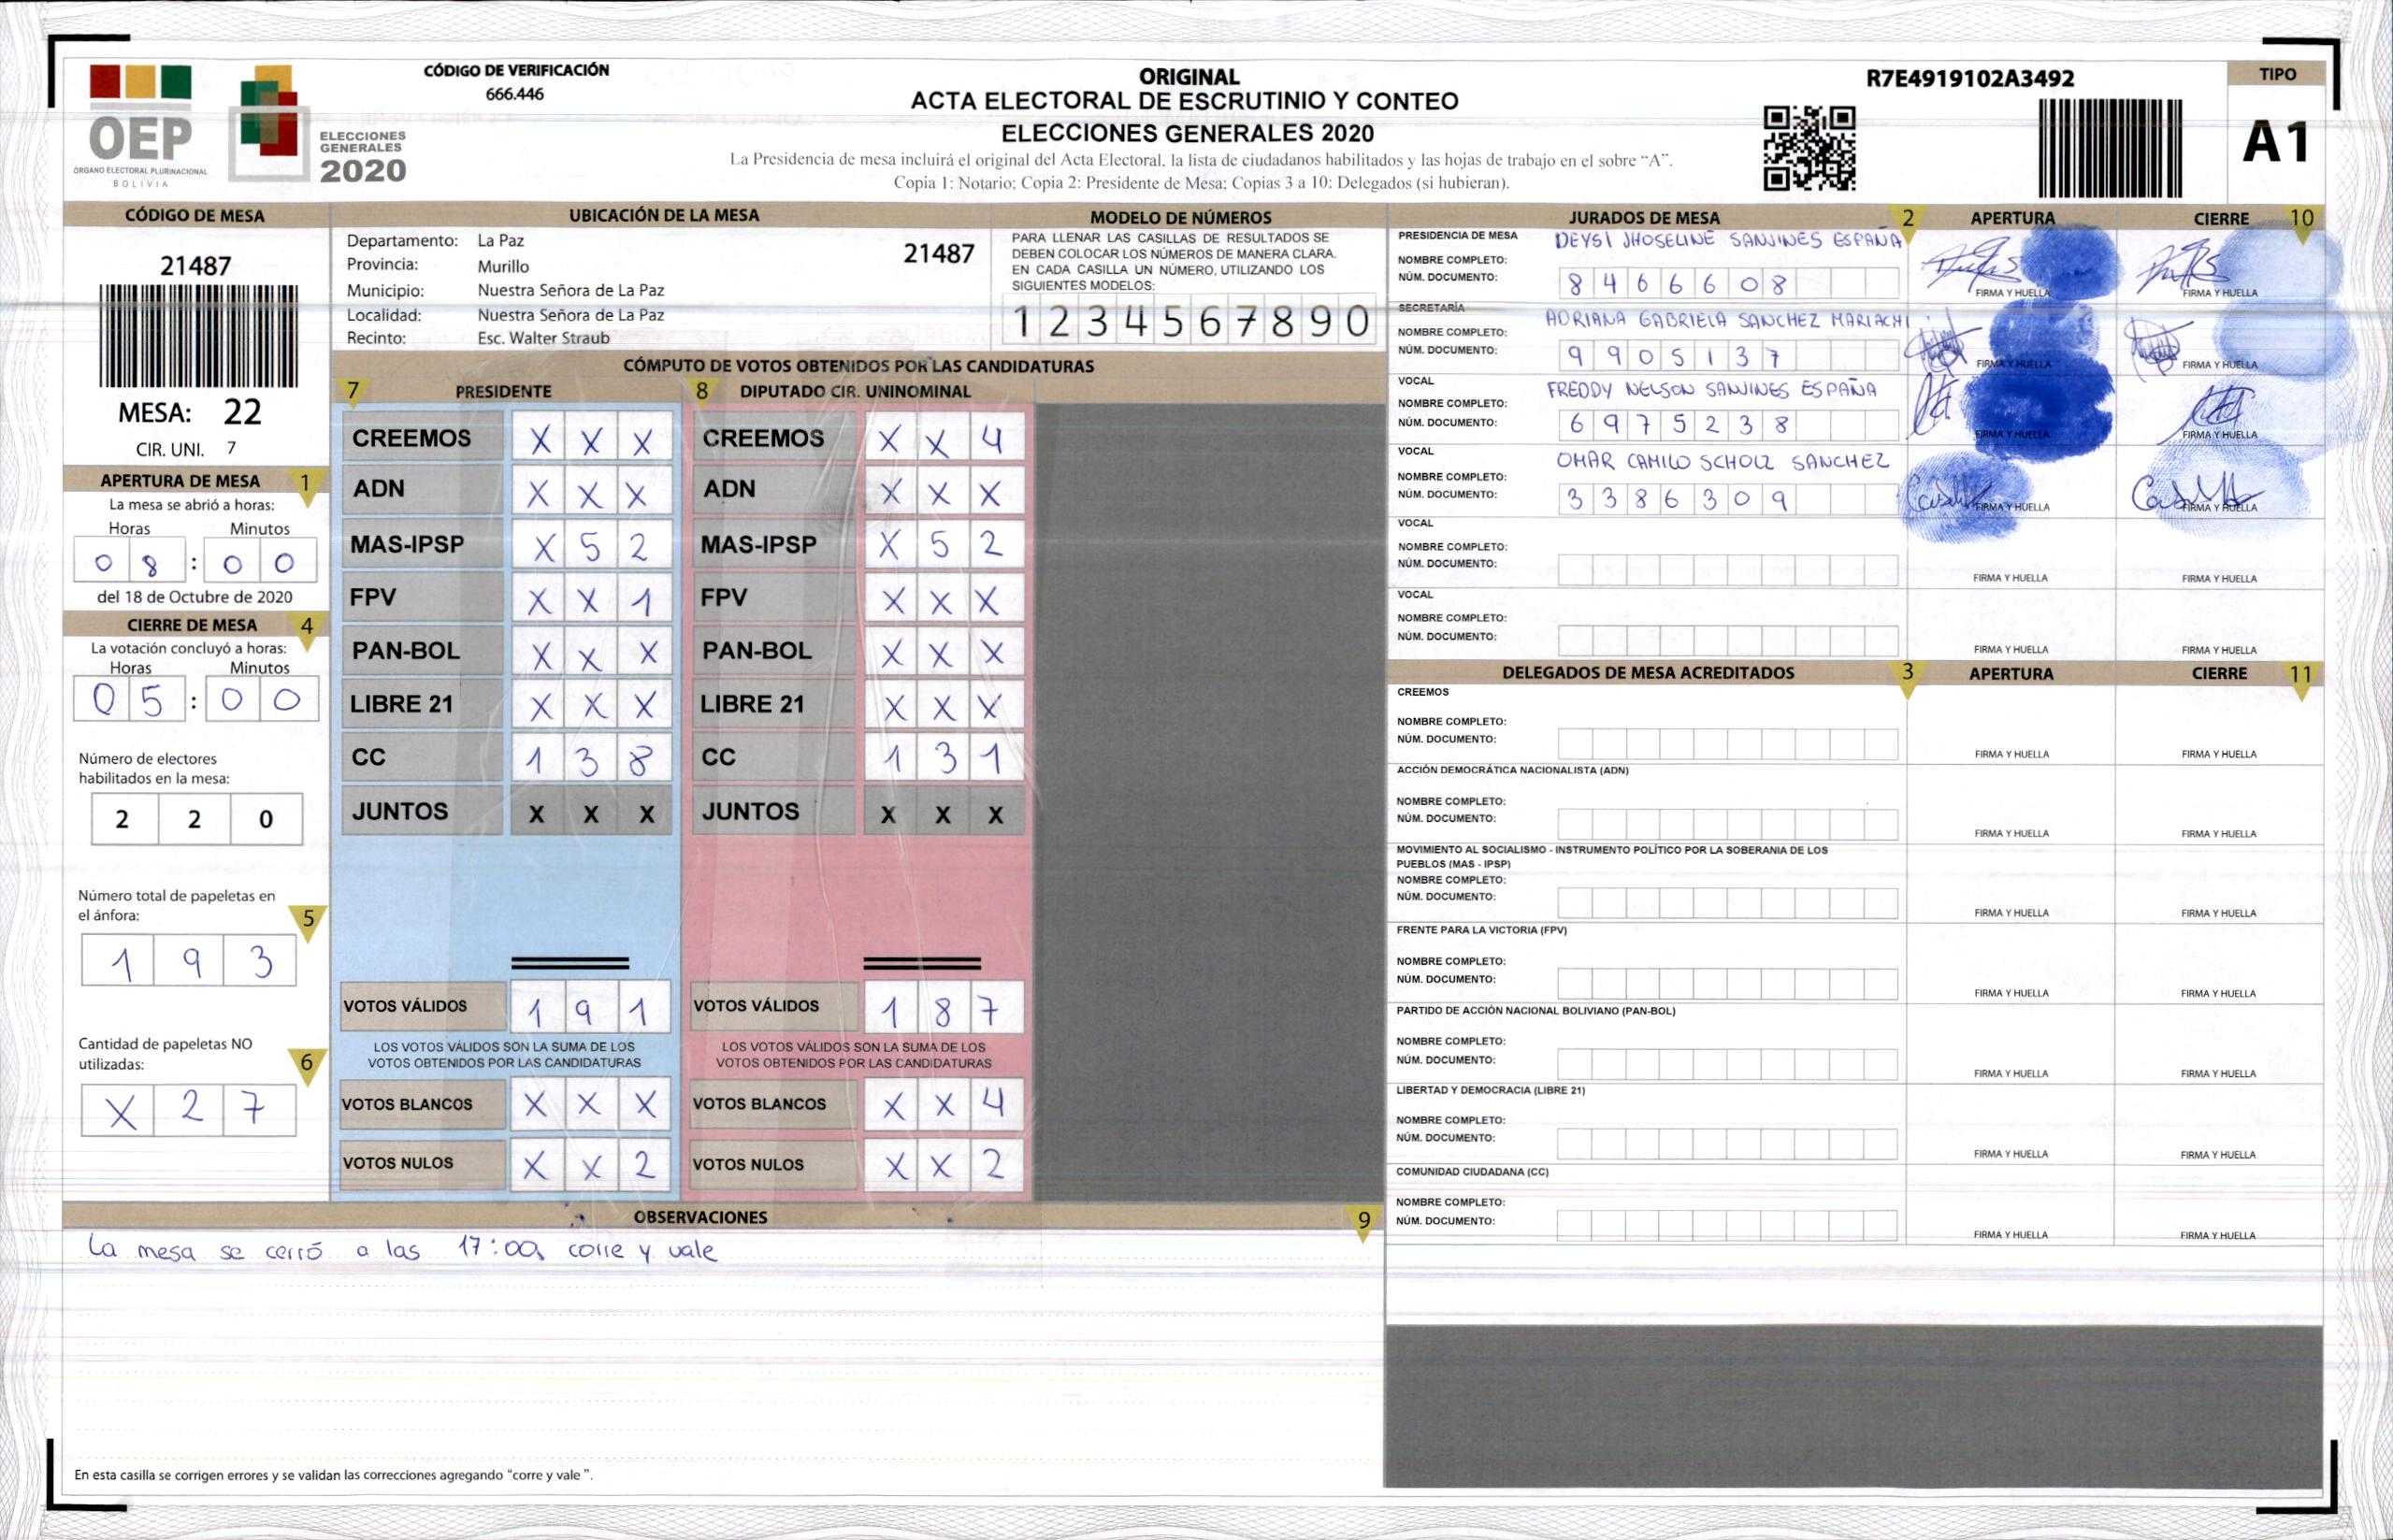 CÓDIGO DE VERIFICACIÓN
666.446
OEP
ÓRGANO ELECTORAL PLURINACIONAL
BOLIVIA
ELECCIONES
GENERALES
2020
ORIGINAL
ACTA ELECTORAL DE ESCRUTINIO Y CONTEO
ELECCIONES GENERALES 2020
La Presidencia de mesa incluirá el original del Acta Electoral, la lista de ciudadanos habilitados y las hojas de trabajo en el sobre “A”.
Copia 1: Notario; Copia 2: Presidente de Mesa; Copias 3 a 10: Delegados (si hubieran).
R7E4919102A3492
TIPO
A1
CÓDIGO DE MESA
21487
MESA: 22
CIR. UNI. 7
APERTURA DE MESA 1
La mesa se abrió a horas:
Horas Minutos
0 8 : 0 0
del 18 de Octubre de 2020
CIERRE DE MESA 4
La votación concluyó a horas:
Horas Minutos
0 5 : 0 0
Número de electores
habilitados en la mesa:
2 2 0
Número total de papeletas en
el ánfora: 5
1 9 3
Cantidad de papeletas NO
utilizadas: 6
X 2 7
UBICACIÓN DE LA MESA
Departamento: La Paz 21487
Provincia: Murillo
Municipio: Nuestra Señora de La Paz
Localidad: Nuestra Señora de La Paz
Recinto: Esc. Walter Straub
MODELO DE NÚMEROS
PARA LLENAR LAS CASILLAS DE RESULTADOS SE
DEBEN COLOCAR LOS NÚMEROS DE MANERA CLARA.
EN CADA CASILLA UN NÚMERO, UTILIZANDO LOS
SIGUIENTES MODELOS:
1 2 3 4 5 6 7 8 9 0
CÓMPUTO DE VOTOS OBTENIDOS POR LAS CANDIDATURAS
7 PRESIDENTE 8 DIPUTADO CIR. UNINOMINAL
CREEMOS X X X CREEMOS X X 4
ADN X X X ADN X X X
MAS-IPSP X 5 2 MAS-IPSP X 5 2
FPV X X 1 FPV X X X
PAN-BOL X X X PAN-BOL X X X
LIBRE 21 X X X LIBRE 21 X X X
CC 1 3 8 CC 1 3 1
JUNTOS X X X JUNTOS X X X
VOTOS VÁLIDOS 1 9 1 VOTOS VÁLIDOS 1 8 7
LOS VOTOS VÁLIDOS SON LA SUMA DE LOS LOS VOTOS VÁLIDOS SON LA SUMA DE LOS
VOTOS OBTENIDOS POR LAS CANDIDATURAS VOTOS OBTENIDOS POR LAS CANDIDATURAS
VOTOS BLANCOS X X X VOTOS BLANCOS X X 4
VOTOS NULOS X X 2 VOTOS NULOS X X 2
OBSERVACIONES 9
La mesa se cerró a las 17:00, corre y vale
En esta casilla se corrigen errores y se validan las correcciones agregando “corre y vale ”.
JURADOS DE MESA 2 APERTURA CIERRE 10
PRESIDENCIA DE MESA DEYSI JHOSELINE SANJINES ESPAÑA
NOMBRE COMPLETO:
NÚM. DOCUMENTO: 8 4 6 6 6 0 8
FIRMA Y HUELLA FIRMA Y HUELLA
SECRETARÍA ADRIANA GABRIELA SANCHEZ MARIACHI
NOMBRE COMPLETO:
NÚM. DOCUMENTO: 9 9 0 5 1 3 7
FIRMA Y HUELLA FIRMA Y HUELLA
VOCAL FREDDY NELSON SANJINES ESPAÑA
NOMBRE COMPLETO:
NÚM. DOCUMENTO: 6 9 7 5 2 3 8
FIRMA Y HUELLA FIRMA Y HUELLA
VOCAL OMAR CAMILO SCHOLZ SANCHEZ
NOMBRE COMPLETO:
NÚM. DOCUMENTO: 3 3 8 6 3 0 9
FIRMA Y HUELLA FIRMA Y HUELLA
VOCAL
NOMBRE COMPLETO:
NÚM. DOCUMENTO:
FIRMA Y HUELLA FIRMA Y HUELLA
VOCAL
NOMBRE COMPLETO:
NÚM. DOCUMENTO:
FIRMA Y HUELLA FIRMA Y HUELLA
DELEGADOS DE MESA ACREDITADOS 3 APERTURA CIERRE 11
CREEMOS
NOMBRE COMPLETO:
NÚM. DOCUMENTO:
FIRMA Y HUELLA FIRMA Y HUELLA
ACCIÓN DEMOCRÁTICA NACIONALISTA (ADN)
NOMBRE COMPLETO:
NÚM. DOCUMENTO:
FIRMA Y HUELLA FIRMA Y HUELLA
MOVIMIENTO AL SOCIALISMO - INSTRUMENTO POLÍTICO POR LA SOBERANIA DE LOS
PUEBLOS (MAS - IPSP)
NOMBRE COMPLETO:
NÚM. DOCUMENTO:
FIRMA Y HUELLA FIRMA Y HUELLA
FRENTE PARA LA VICTORIA (FPV)
NOMBRE COMPLETO:
NÚM. DOCUMENTO:
FIRMA Y HUELLA FIRMA Y HUELLA
PARTIDO DE ACCIÓN NACIONAL BOLIVIANO (PAN-BOL)
NOMBRE COMPLETO:
NÚM. DOCUMENTO:
FIRMA Y HUELLA FIRMA Y HUELLA
LIBERTAD Y DEMOCRACIA (LIBRE 21)
NOMBRE COMPLETO:
NÚM. DOCUMENTO:
FIRMA Y HUELLA FIRMA Y HUELLA
COMUNIDAD CIUDADANA (CC)
NOMBRE COMPLETO:
NÚM. DOCUMENTO:
FIRMA Y HUELLA FIRMA Y HUELLA